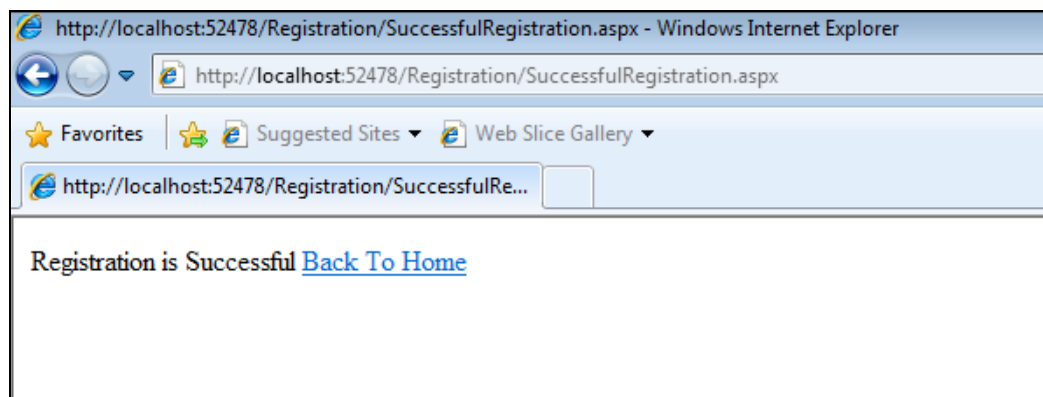 http://localhost:52478/Registration/SuccessfulRegistration.aspx - Windows Internet Explorer
http://localhost:52478/Registration/SuccessfulRegistration.aspx
Favorites Suggested Sites Web Slice Gallery
http://localhost:52478/Registration/SuccessfulRe...
Registration is Successful Back To Home